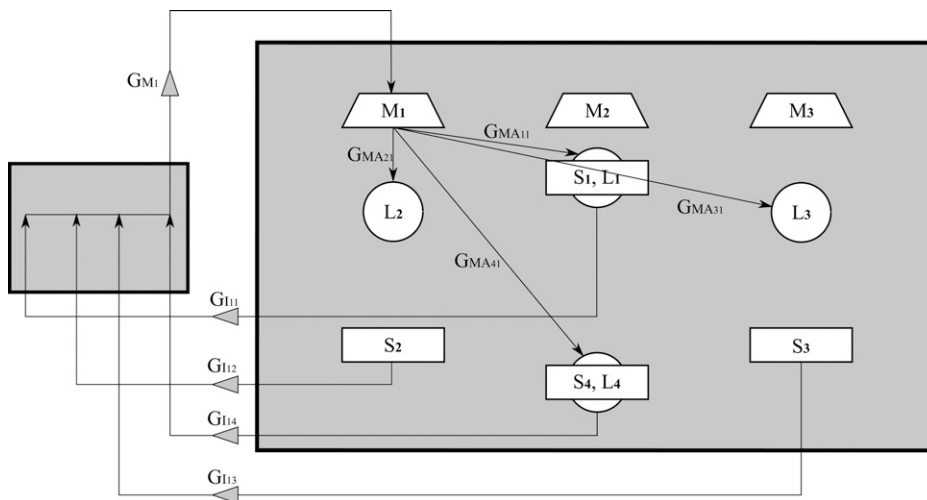 GM1
M1
M2
M3
GMA11
GMA21
S1, L1
L2
L3
GMA31
GMA41
GI11
S2
S3
GI12
S4, L4
GI14
GI13